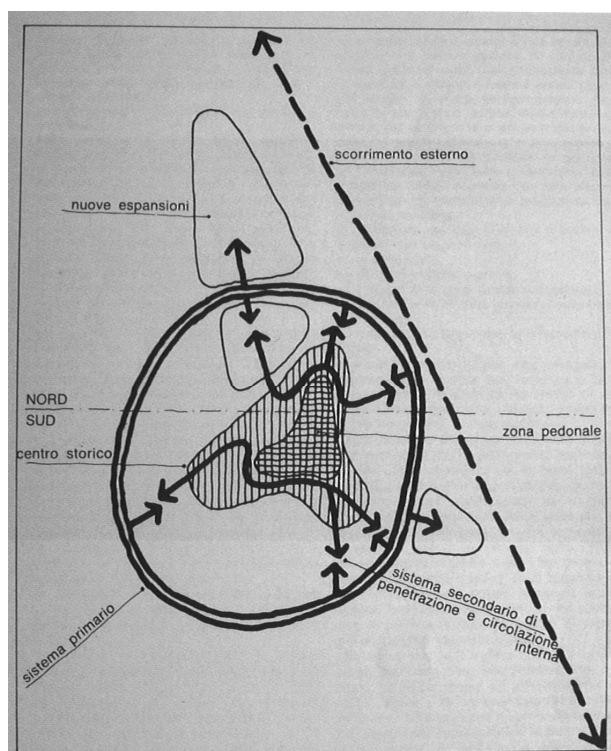 scorrimento esterno
nuove espansioni
NORD
SUD
zona pedonale
centro storico
sistema secondario di
penetrazione e circolazione
interna
sistema primario